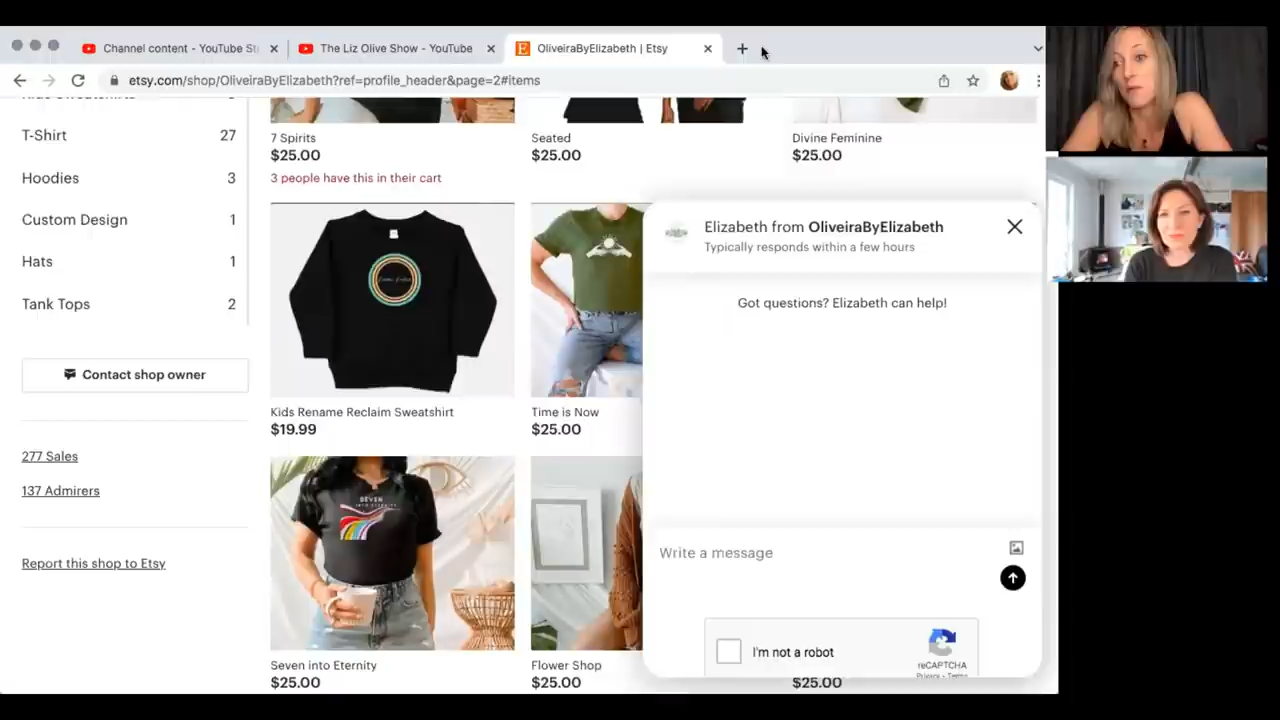 Channel content - YouTube St
The Liz Olive Show - YouTube
OliveiraByElizabeth | Etsy
etsy.com/shop/OliveiraByElizabeth?ref=profile_header&page=2#items
T-Shirt 27
Hoodies 3
Custom Design 1
Hats 1
Tank Tops 2
Contact shop owner
277 Sales
137 Admirers
Report this shop to Etsy
7 Spirits
$25.00
3 people have this in their cart
Seated
$25.00
Divine Feminine
$25.00
Kids Rename Reclaim Sweatshirt
$19.99
Time is Now
$25.00
SEVEN
INTO ETERNITY
Seven into Eternity
$25.00
Flower Shop
$25.00
$25.00
Elizabeth from OliveiraByElizabeth
Typically responds within a few hours
Got questions? Elizabeth can help!
Write a message
I'm not a robot
reCAPTCHA
Privacy - Terms